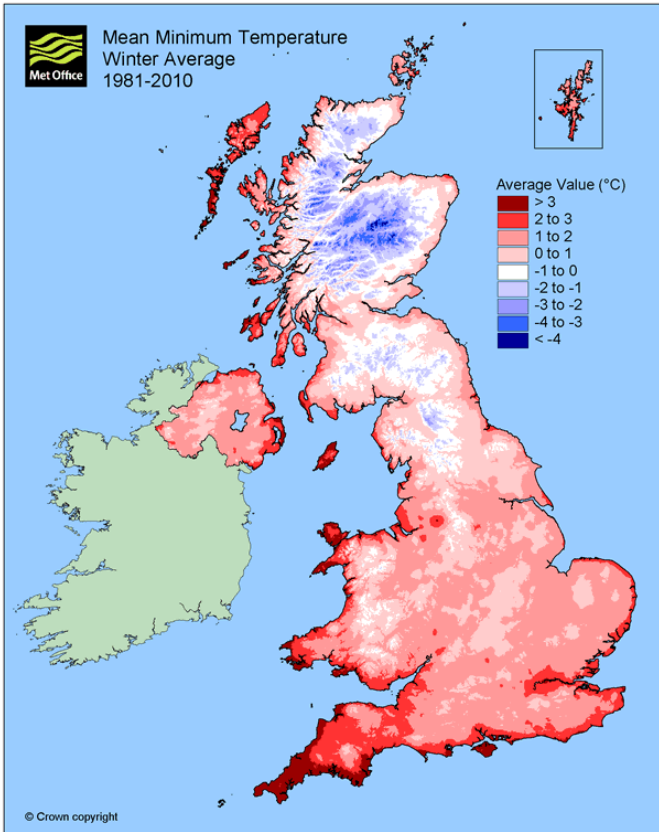 Met Office
Mean Minimum Temperature
Winter Average
1981-2010
Average Value (°C)
> 3
2 to 3
1 to 2
0 to 1
-1 to 0
-2 to -1
-3 to -2
-4 to -3
< -4
© Crown copyright